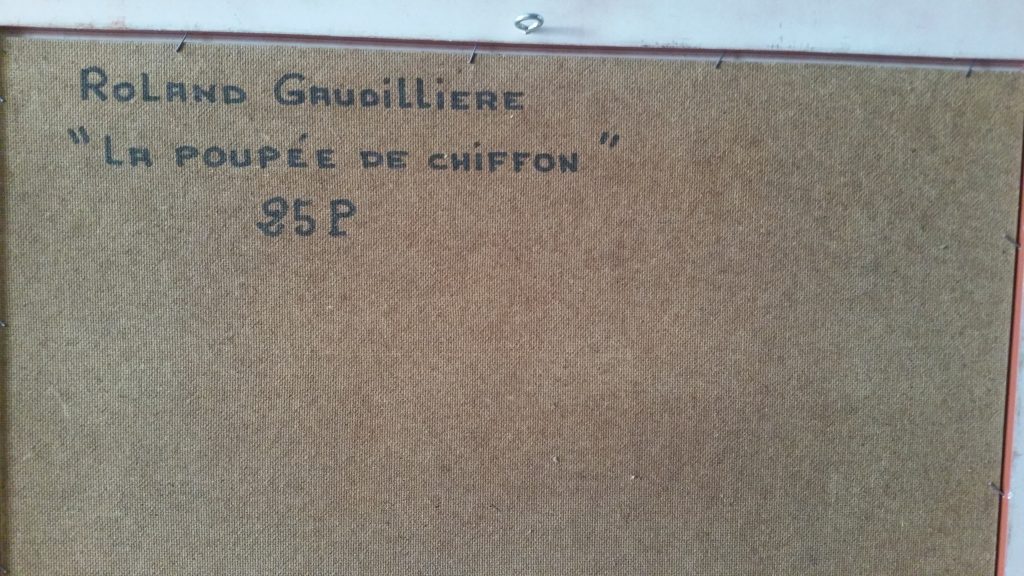 ROLAND GAUDILLIERE
"LA POUPÉE DE CHIFFON"
25P